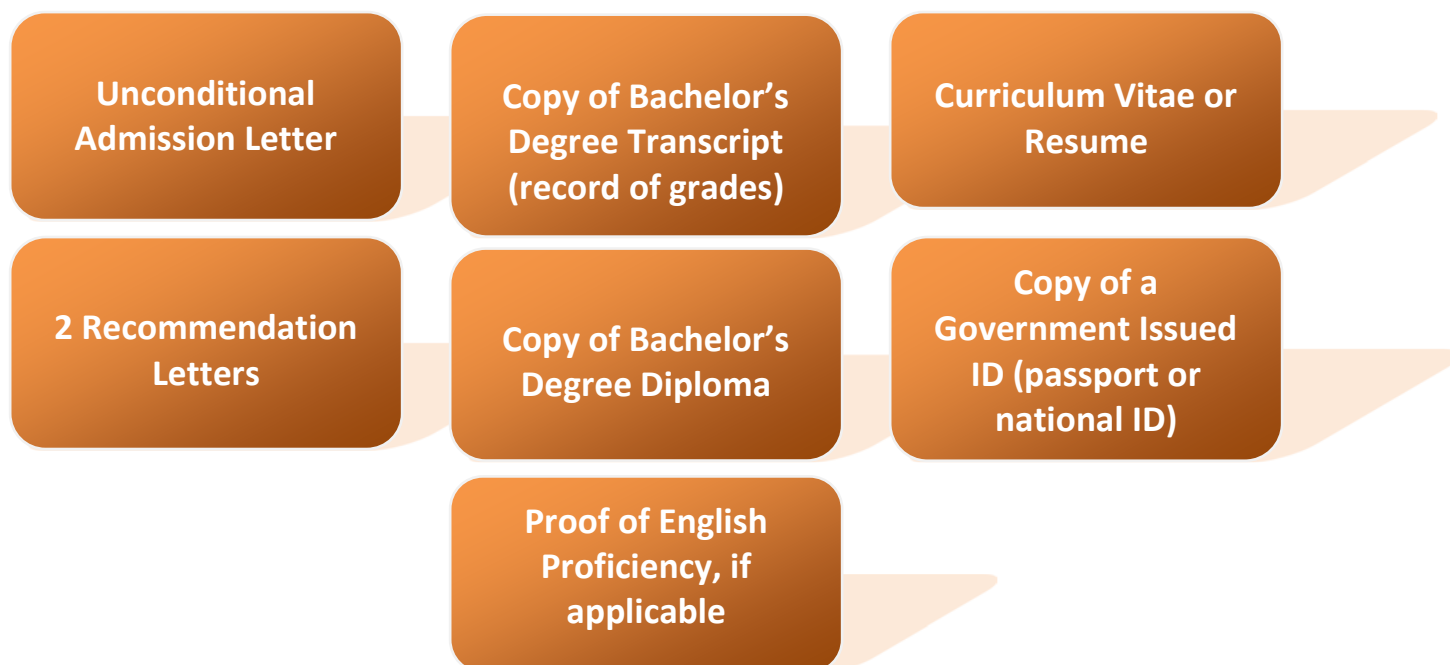 Unconditional
Admission Letter
Copy of Bachelor’s
Degree Transcript
(record of grades)
Curriculum Vitae or
Resume
2 Recommendation
Letters
Copy of Bachelor’s
Degree Diploma
Copy of a
Government Issued
ID (passport or
national ID)
Proof of English
Proficiency, if
applicable